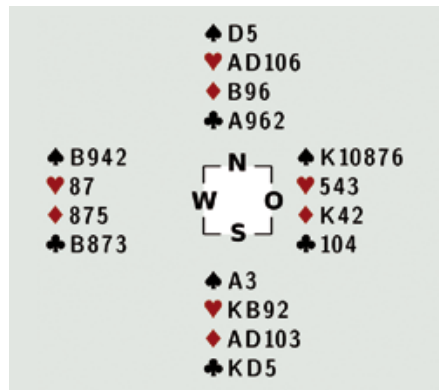 ♠ D5
♥ AD106
♦ B96
♣ A962
♠ B942
♥ 87
♦ 875
♣ B873
N
W O
S
♠ K10876
♥ 543
♦ K42
♣ 104
♠ A3
♥ KB92
♦ AD103
♣ KD5